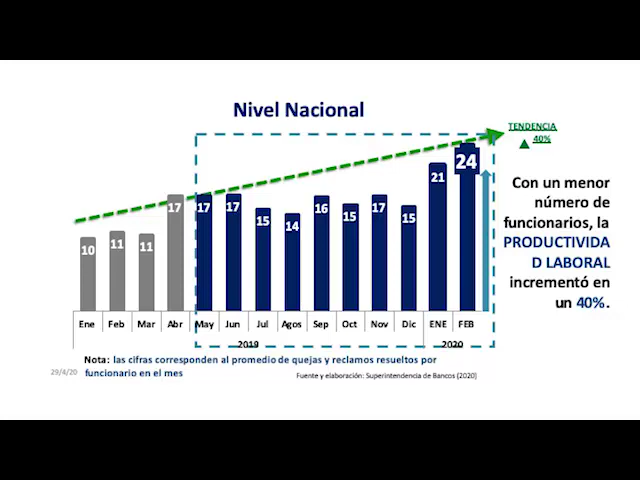 Nivel Nacional
TENDENCIA
40%
24
21
17
17
17
15
14
16
15
17
15
10
11
11
Con un menor
número de
funcionarios, la
PRODUCTIVIDA
D LABORAL
incrementó en
un 40%.
Ene Feb Mar Abr May Jun Jul Agos Sep Oct Nov Dic ENE FEB
2019 2020
Nota: las cifras corresponden al promedio de quejas y reclamos resueltos por
funcionario en el mes
29/4/20
Fuente y elaboración: Superintendencia de Bancos (2020)